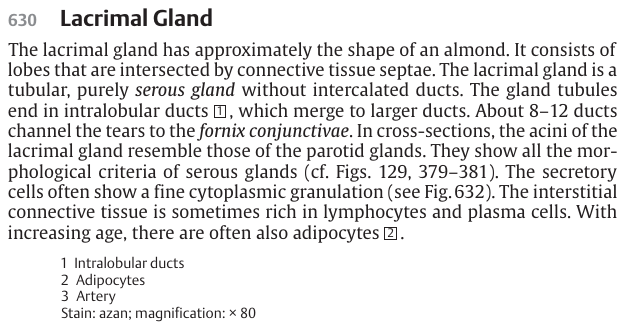 630 Lacrimal Gland
The lacrimal gland has approximately the shape of an almond. It consists of
lobes that are intersected by connective tissue septae. The lacrimal gland is a
tubular, purely serous gland without intercalated ducts. The gland tubules
end in intralobular ducts 1, which merge to larger ducts. About 8–12 ducts
channel the tears to the fornix conjunctivae. In cross-sections, the acini of the
lacrimal gland resemble those of the parotid glands. They show all the mor-
phological criteria of serous glands (cf. Figs. 129, 379–381). The secretory
cells often show a fine cytoplasmic granulation (see Fig. 632). The interstitial
connective tissue is sometimes rich in lymphocytes and plasma cells. With
increasing age, there are often also adipocytes 2.
1 Intralobular ducts
2 Adipocytes
3 Artery
Stain: azan; magnification: × 80